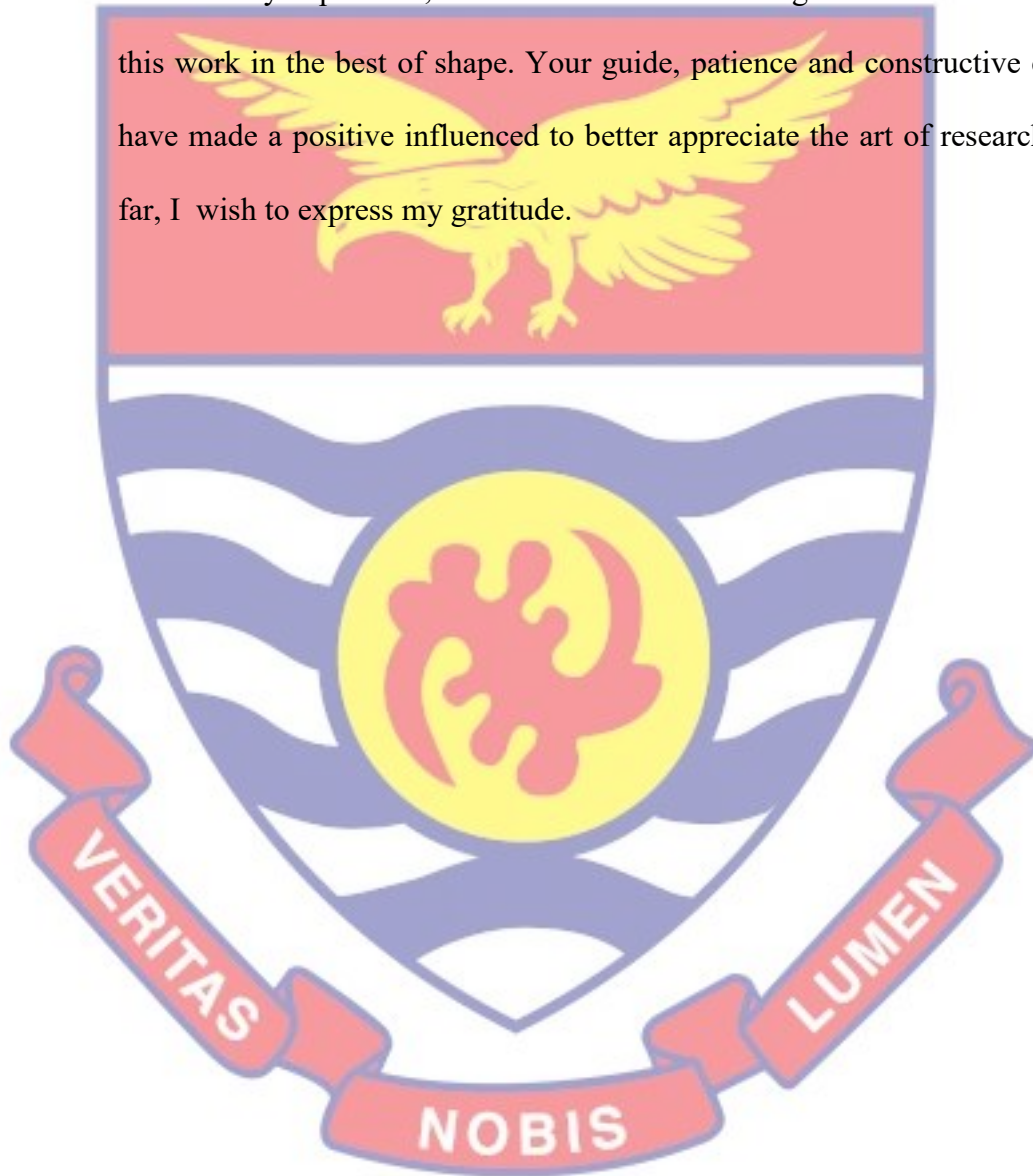 this work in the best of shape. Your guide, patience and constructive
have made a positive influenced to better appreciate the art of research
far, I wish to express my gratitude.
VERITAS
NOBIS
LUMEN